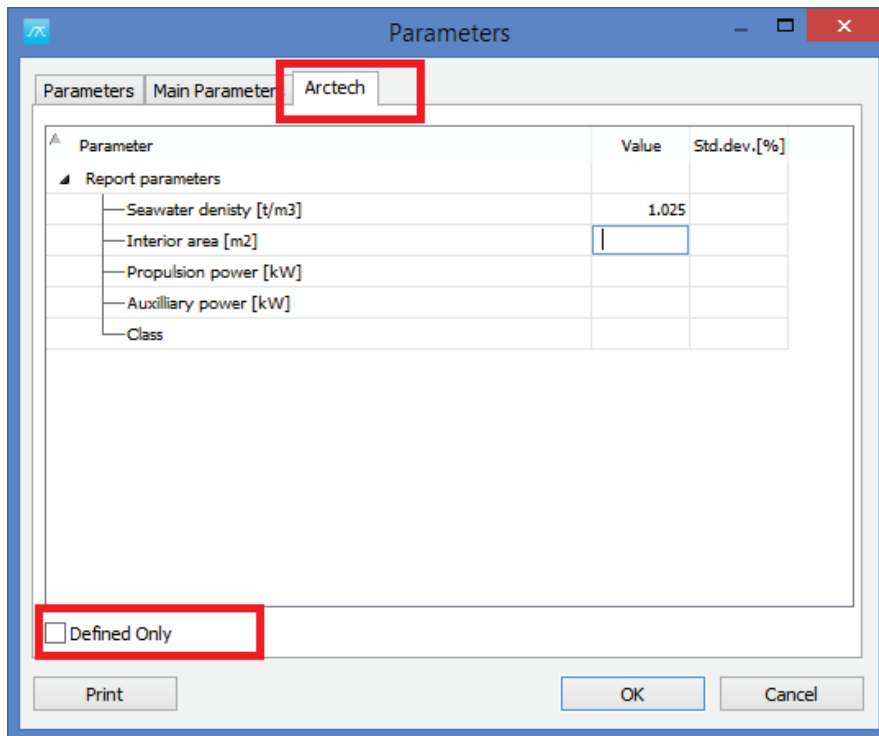 Parameters
Parameters Main Parameter Arctech
Parameter Value Std.dev.[%]
Report parameters
Seawater denisty [t/m3] 1.025
Interior area [m2]
Propulsion power [kW]
Auxilliary power [kW]
Class
Defined Only
Print OK Cancel